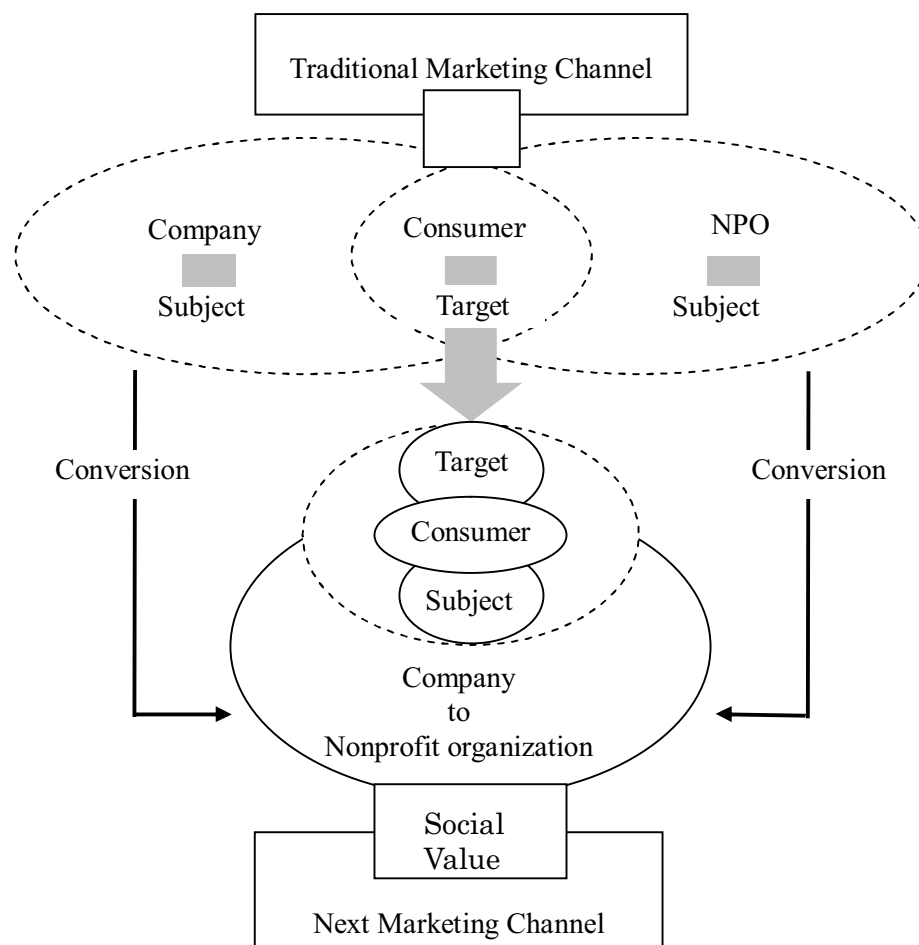 Traditional Marketing Channel
Company
Consumer
NPO
Subject
Target
Subject
Conversion
Target
Conversion
Consumer
Subject
Company
to
Nonprofit organization
Social
Value
Next Marketing Channel